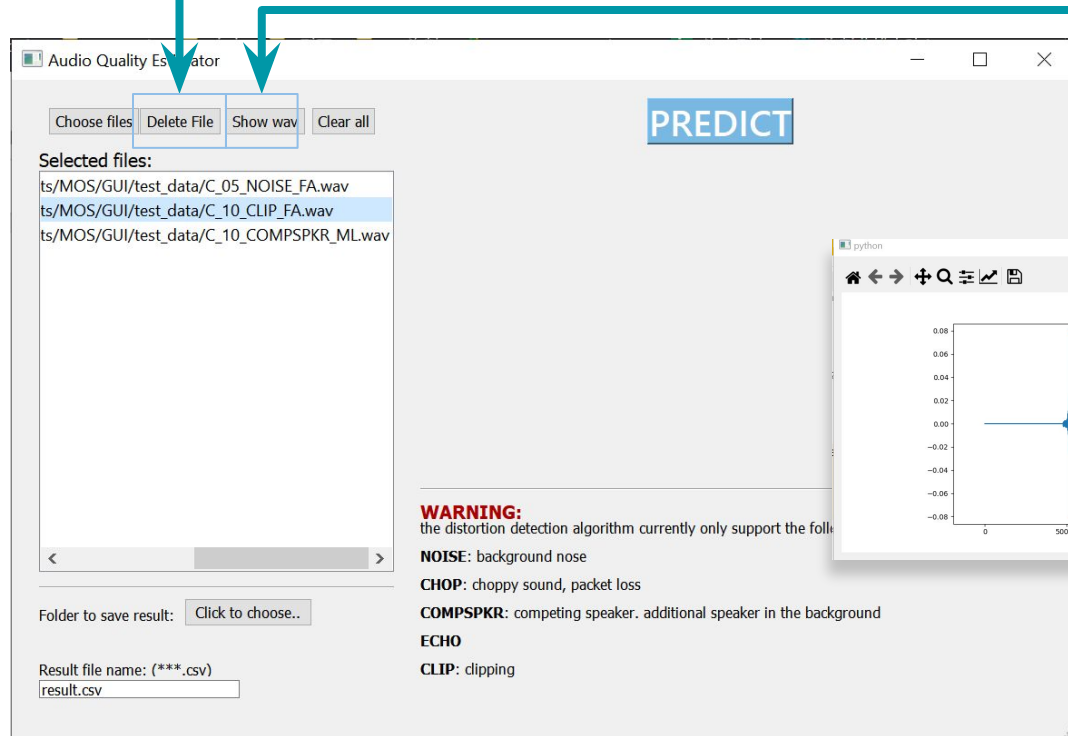 Audio Quality Es   ator
Choose files Delete File Show wav Clear all
PREDICT
Selected files:
ts/MOS/GUI/test_data/C_05_NOISE_FA.wav
ts/MOS/GUI/test_data/C_10_CLIP_FA.wav
ts/MOS/GUI/test_data/C_10_COMPSPKR_ML.wav
python
0.08
0.06
0.04
0.02
0.00
−0.02
−0.04
−0.06
−0.08
0 500
WARNING:
the distortion detection algorithm currently only support the foll
NOISE: background nose
CHOP: choppy sound, packet loss
COMPSPKR: competing speaker. additional speaker in the background
ECHO
CLIP: clipping
Folder to save result: Click to choose..
Result file name: (***.csv)
result.csv